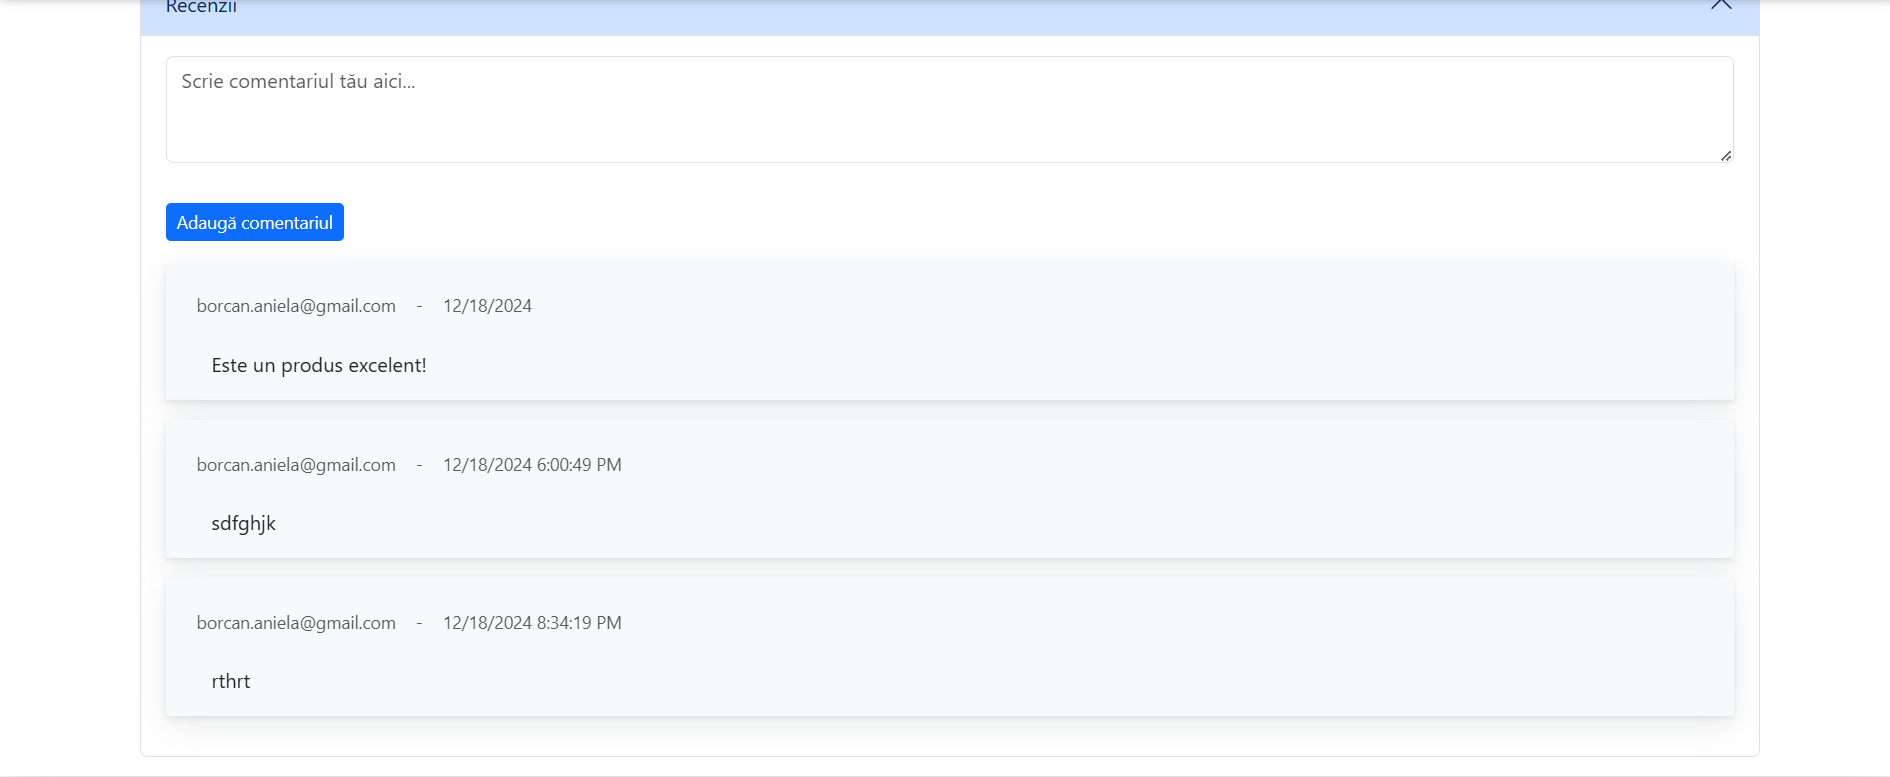 Recenzii
Scrie comentariul tău aici...
Adaugă comentariul
borcan.aniela@gmail.com - 12/18/2024
Este un produs excelent!
borcan.aniela@gmail.com - 12/18/2024 6:00:49 PM
sdfghjk
borcan.aniela@gmail.com - 12/18/2024 8:34:19 PM
rthrt